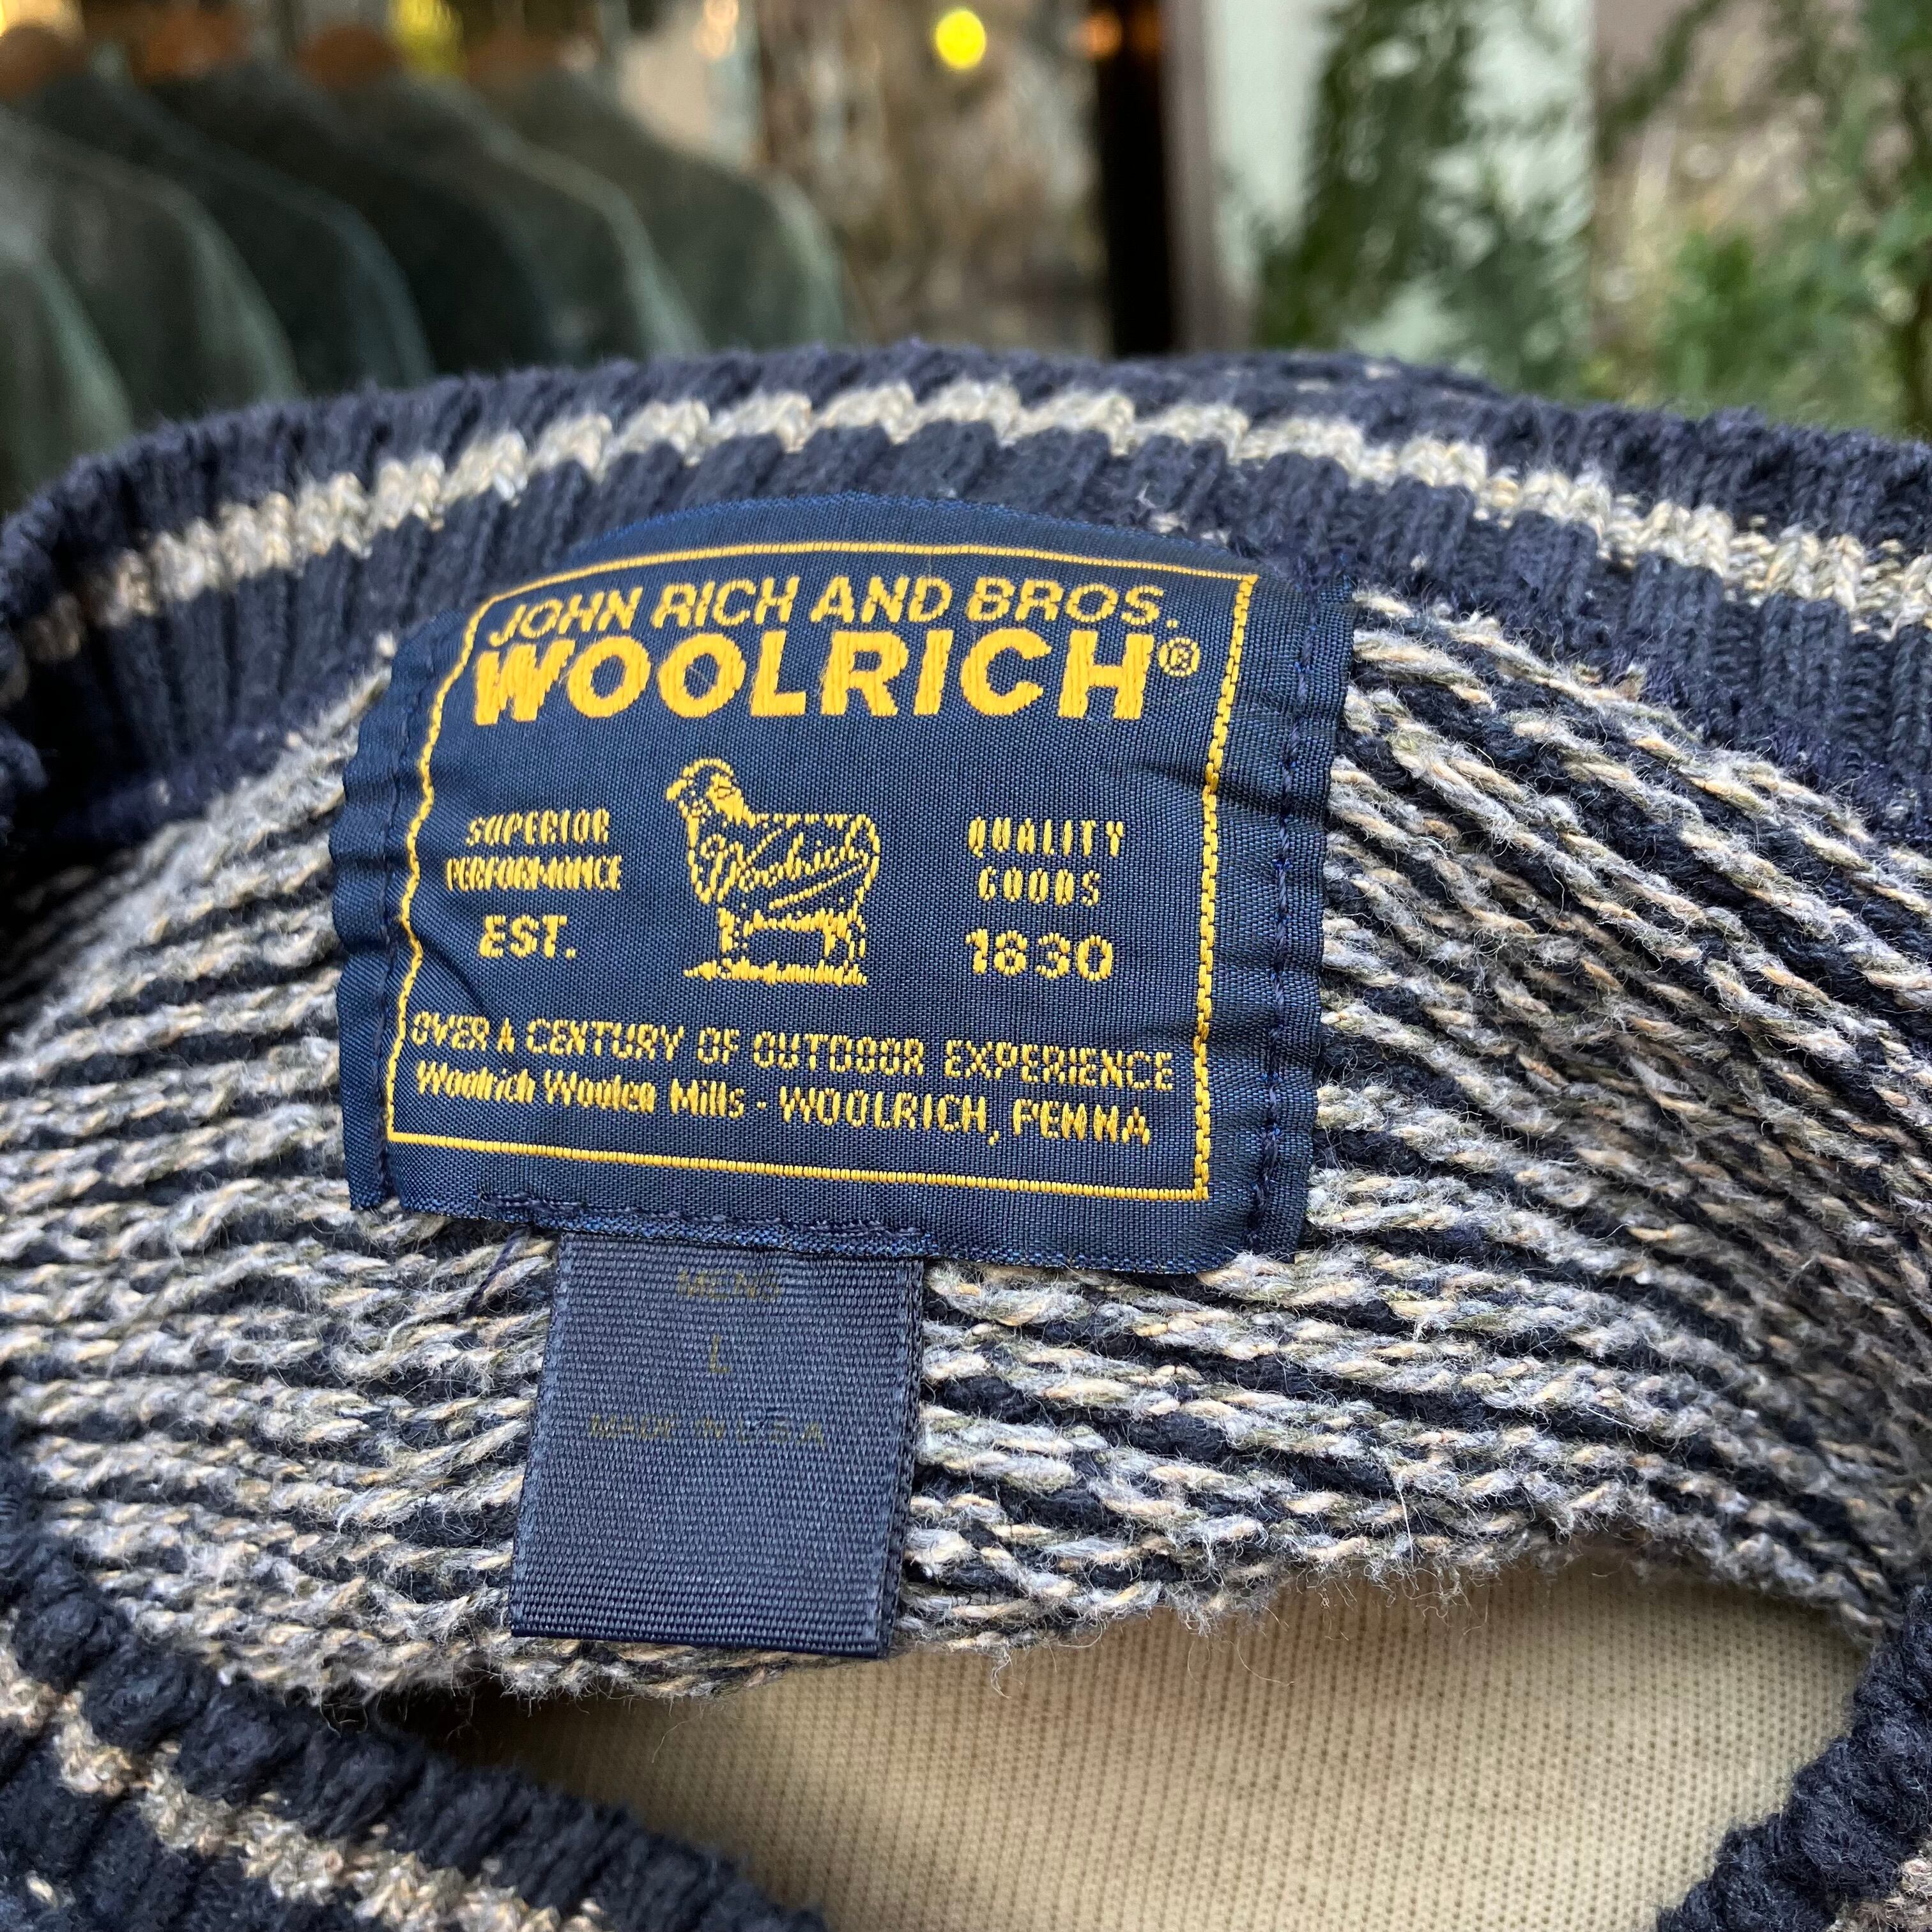 JOHN RICH AND BROS.
WOOLRICH®
SUPERIOR
PERFORMANCE
EST.
Woolrich
QUALITY
GOODS
1830
OVER A CENTURY OF OUTDOOR EXPERIENCE
Woolrich Woolen Mills - WOOLRICH, PENNA
MENS
L
MADE IN U.S.A